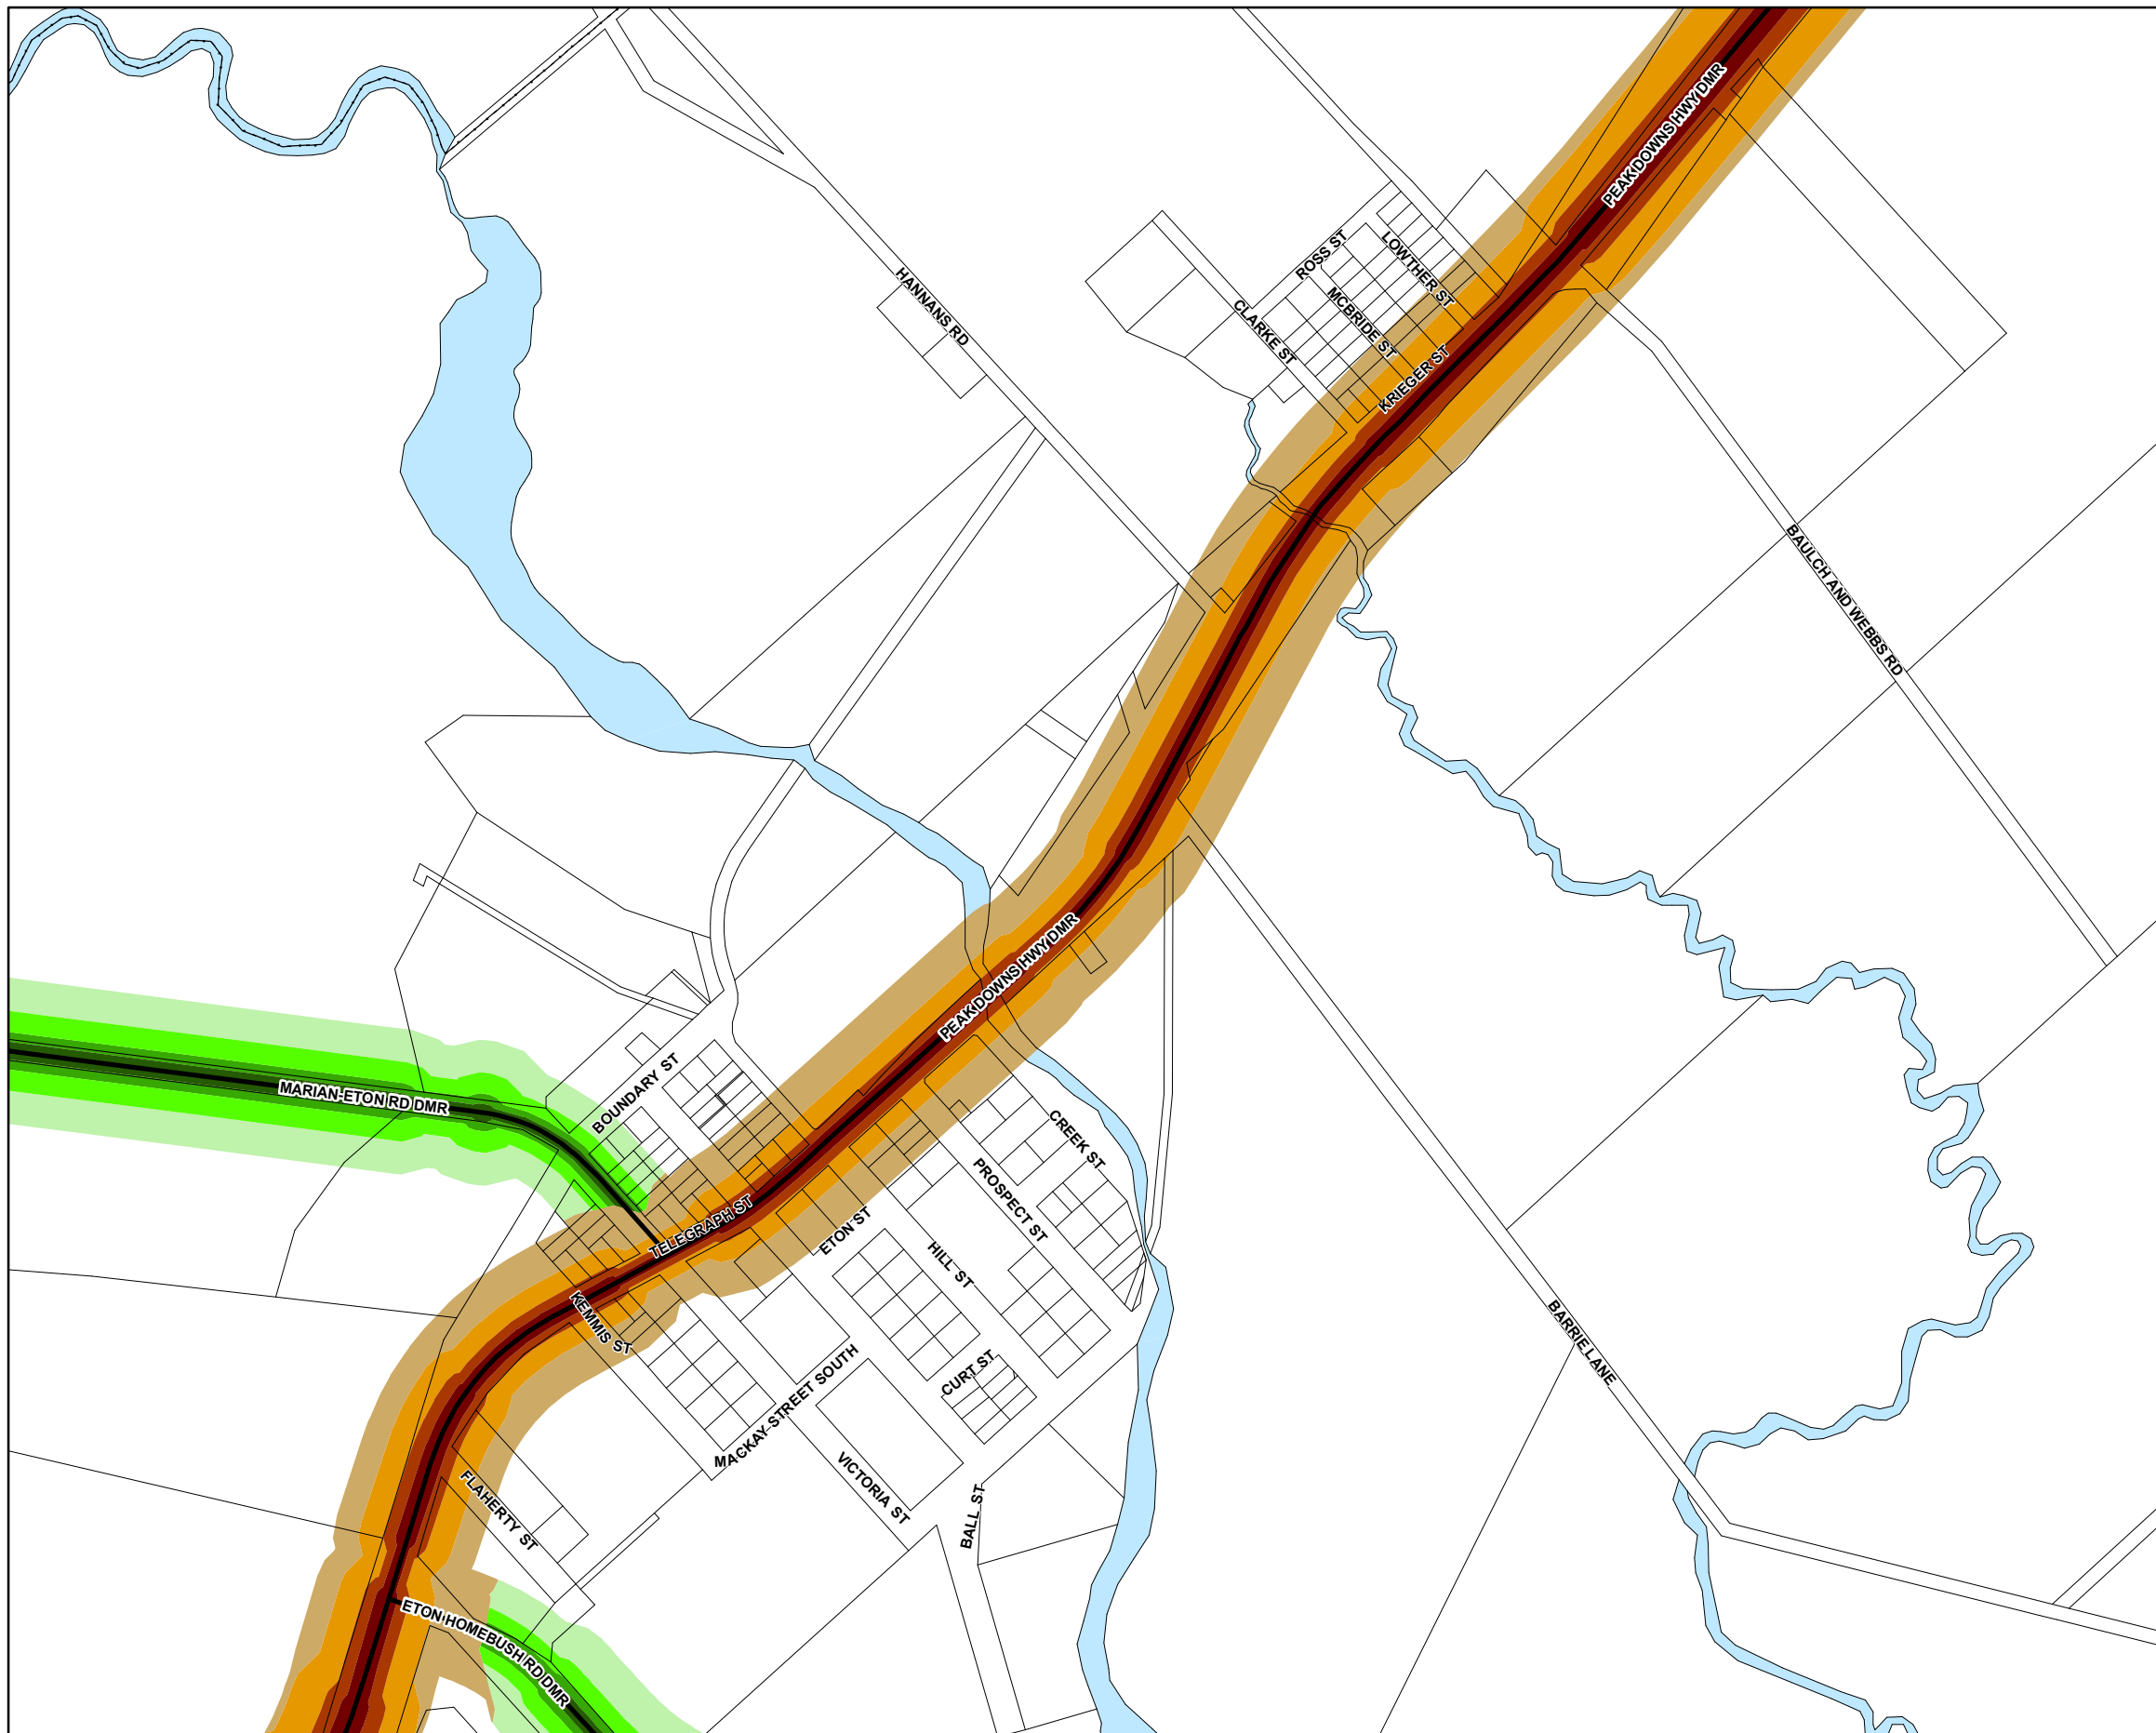 PEAK DOWNS HWY DMR
ROSS ST
LOWTHER ST
HANNANS RD
CLARKE ST
MCBRIDE ST
KRIEGER ST
BAULCH AND WEBBS RD
PEAK DOWNS HWY DMR
MARIAN-ETON RD DMR
BOUNDARY ST
CREEK ST
PROSPECT ST
TELEGRAPH ST
ETON ST
HILL ST
KEMMIS ST
BARRIE LANE
CURT ST
MACKAY STREET SOUTH
VICTORIA ST
FLAHERTY ST
BALL ST
ETON HOMEBUSH RD DMR